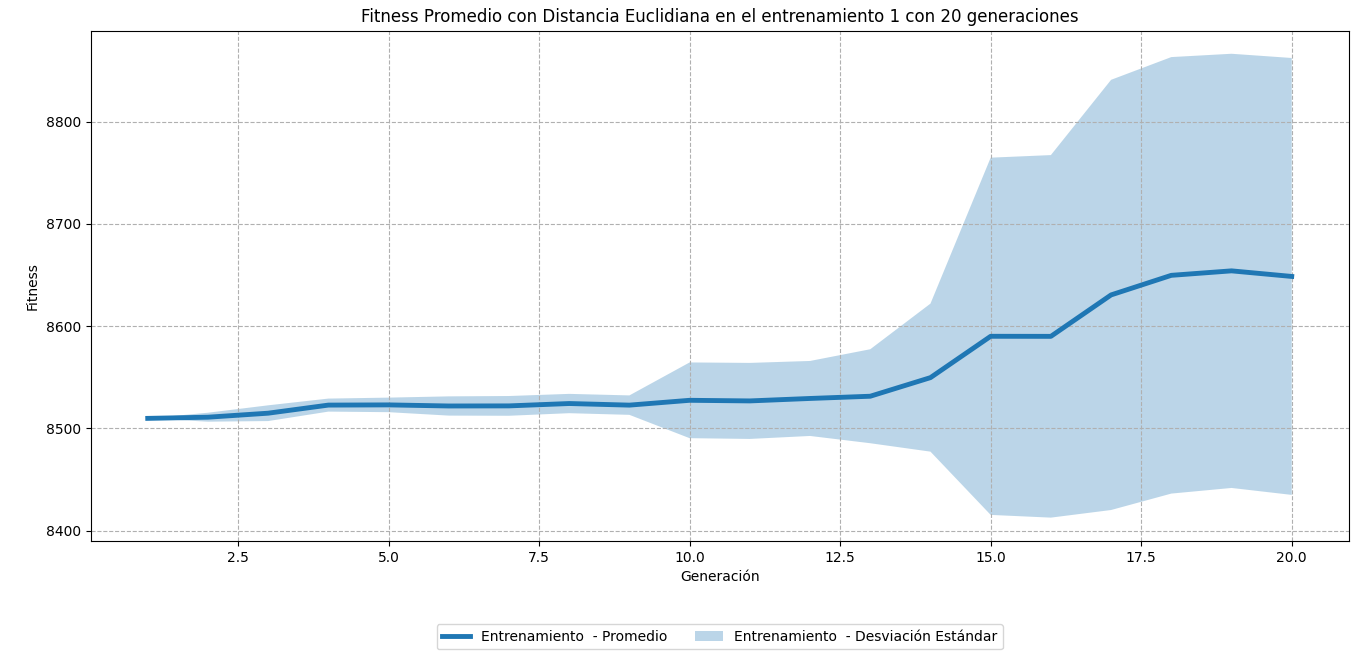 Fitness Promedio con Distancia Euclidiana en el entrenamiento 1 con 20 generaciones
8800
8700
8600
8500
8400
Fitness
2.5 5.0 7.5 10.0 12.5 15.0 17.5 20.0
Generación
Entrenamiento  - Promedio Entrenamiento  - Desviación Estándar